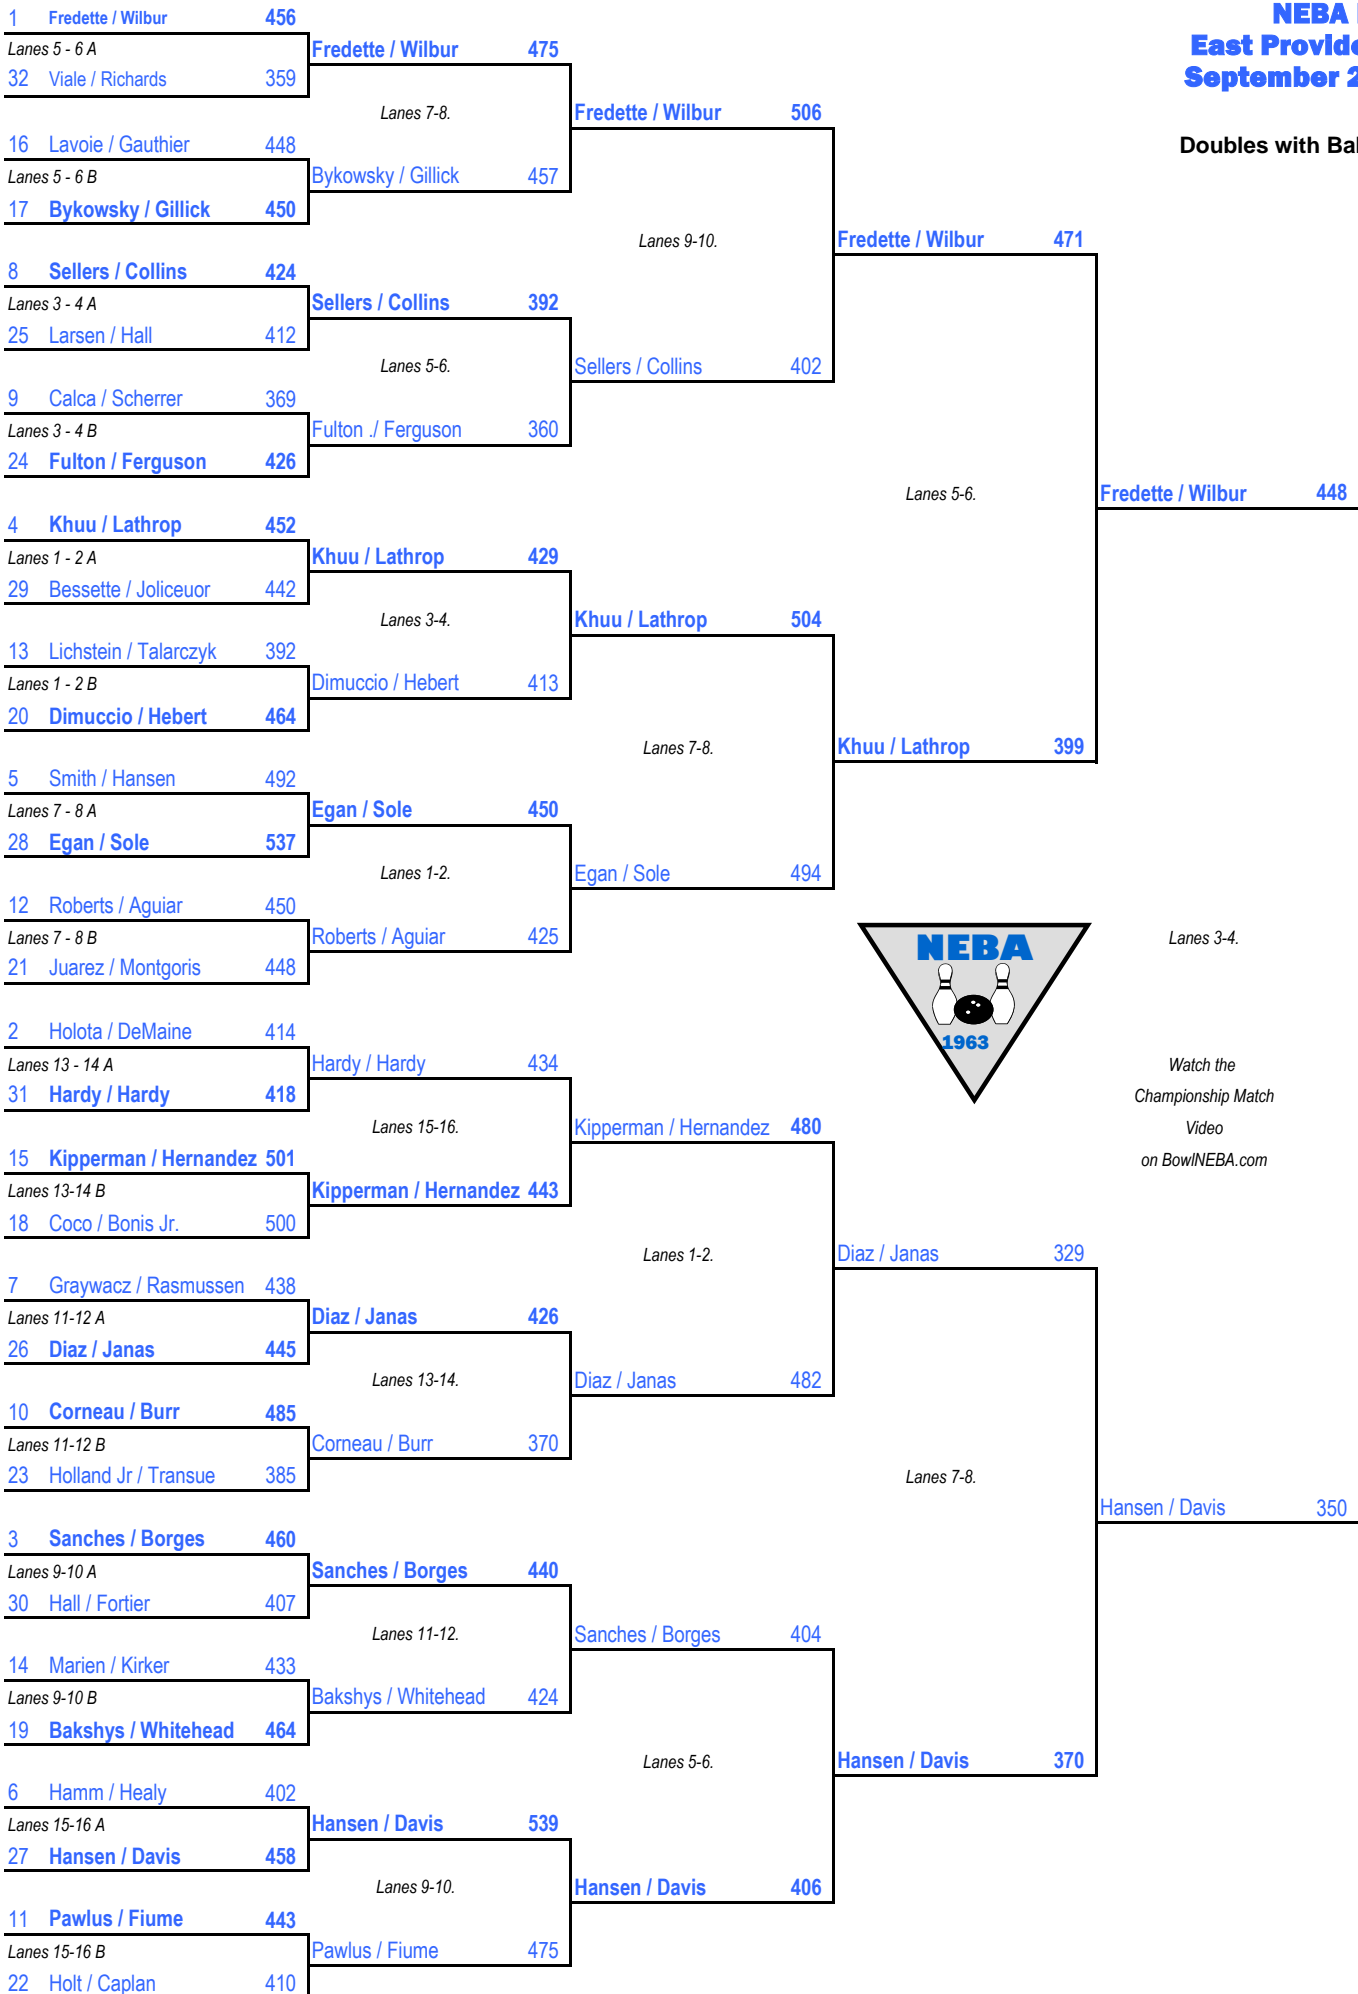 NEBA
East Provide
September 2
Doubles with Bak
1 Fredette / Wilbur 456
Lanes 5 - 6 A
32 Viale / Richards 359
16 Lavoie / Gauthier 448
Lanes 5 - 6 B
17 Bykowsky / Gillick 450
8 Sellers / Collins 424
Lanes 3 - 4 A
25 Larsen / Hall 412
9 Calca / Scherrer 369
Lanes 3 - 4 B
24 Fulton / Ferguson 426
4 Khuu / Lathrop 452
Lanes 1 - 2 A
29 Bessette / Joliceuor 442
13 Lichstein / Talarczyk 392
Lanes 1 - 2 B
20 Dimuccio / Hebert 464
5 Smith / Hansen 492
Lanes 7 - 8 A
28 Egan / Sole 537
12 Roberts / Aguiar 450
Lanes 7 - 8 B
21 Juarez / Montgoris 448
2 Holota / DeMaine 414
Lanes 13 - 14 A
31 Hardy / Hardy 418
15 Kipperman / Hernandez 501
Lanes 13-14 B
18 Coco / Bonis Jr. 500
7 Graywacz / Rasmussen 438
Lanes 11-12 A
26 Diaz / Janas 445
10 Corneau / Burr 485
Lanes 11-12 B
23 Holland Jr / Transue 385
3 Sanches / Borges 460
Lanes 9-10 A
30 Hall / Fortier 407
14 Marien / Kirker 433
Lanes 9-10 B
19 Bakshys / Whitehead 464
6 Hamm / Healy 402
Lanes 15-16 A
27 Hansen / Davis 458
11 Pawlus / Fiume 443
Lanes 15-16 B
22 Holt / Caplan 410
Fredette / Wilbur 475
Lanes 7-8.
Bykowsky / Gillick 457
Sellers / Collins 392
Lanes 5-6.
Fulton ./ Ferguson 360
Khuu / Lathrop 429
Lanes 3-4.
Dimuccio / Hebert 413
Egan / Sole 450
Lanes 1-2.
Roberts / Aguiar 425
Hardy / Hardy 434
Lanes 15-16.
Kipperman / Hernandez 443
Diaz / Janas 426
Lanes 13-14.
Corneau / Burr 370
Sanches / Borges 440
Lanes 11-12.
Bakshys / Whitehead 424
Hansen / Davis 539
Lanes 9-10.
Pawlus / Fiume 475
Fredette / Wilbur 506
Lanes 9-10.
Sellers / Collins 402
Khuu / Lathrop 504
Lanes 7-8.
Egan / Sole 494
Kipperman / Hernandez 480
Lanes 1-2.
Diaz / Janas 482
Sanches / Borges 404
Lanes 5-6.
Hansen / Davis 406
Fredette / Wilbur 471
Lanes 5-6.
Khuu / Lathrop 399
Diaz / Janas 329
Lanes 7-8.
Hansen / Davis 370
Fredette / Wilbur 448
Lanes 3-4.
Hansen / Davis 350
NEBA
1963
Watch the
Championship Match
Video
on BowlNEBA.com